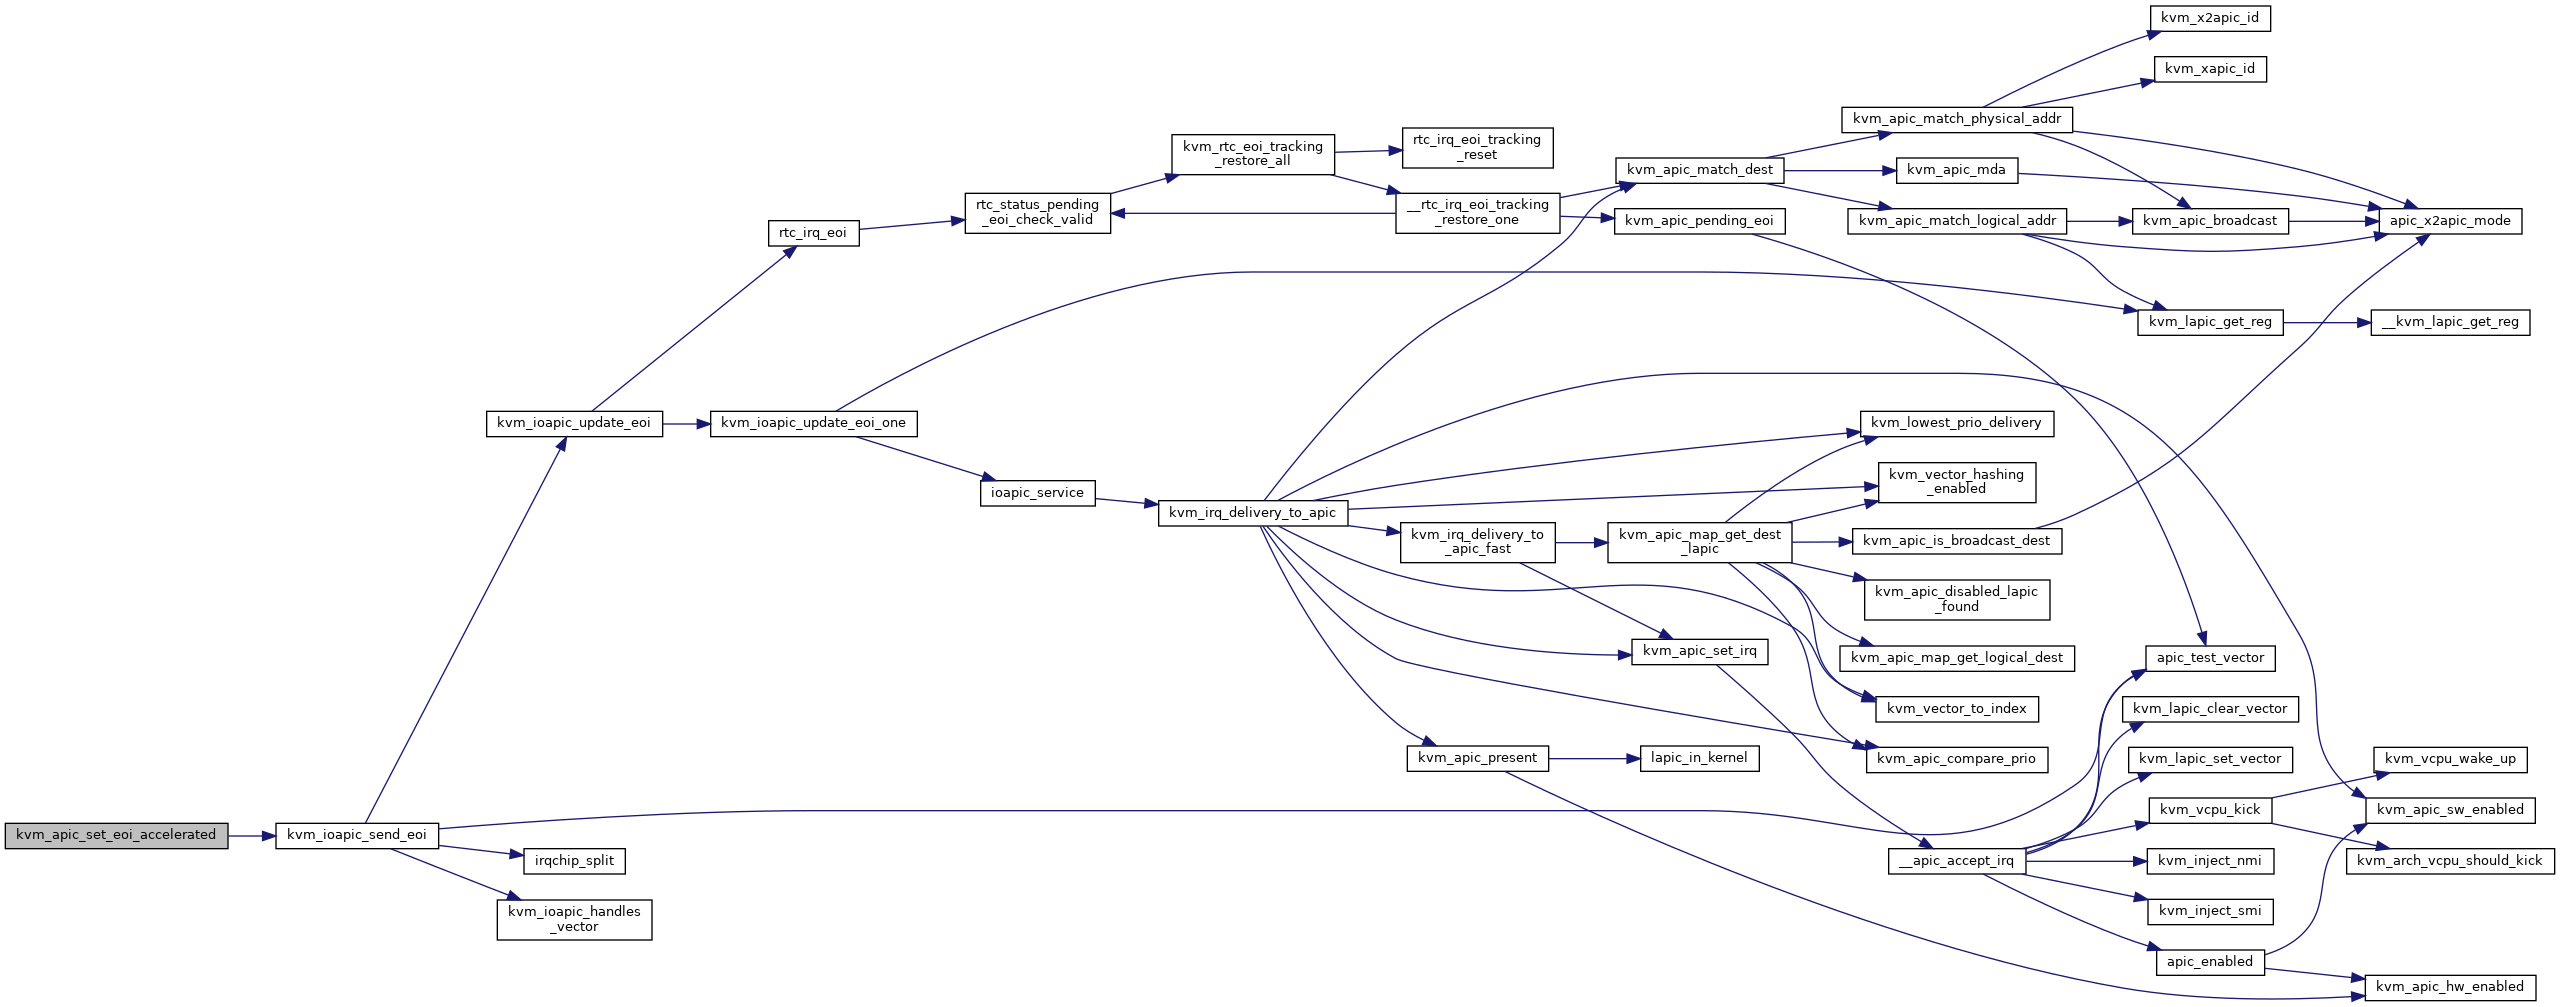 kvm_x2apic_id
kvm_xapic_id
kvm_apic_match_physical_addr
rtc_irq_eoi_tracking
_reset
kvm_rtc_eoi_tracking
_restore_all
kvm_apic_match_dest
kvm_apic_mda
rtc_status_pending
_eoi_check_valid
__rtc_irq_eoi_tracking
_restore_one
kvm_apic_pending_eoi
kvm_apic_match_logical_addr
kvm_apic_broadcast
apic_x2apic_mode
rtc_irq_eoi
kvm_lapic_get_reg
__kvm_lapic_get_reg
kvm_ioapic_update_eoi
kvm_ioapic_update_eoi_one
kvm_lowest_prio_delivery
kvm_vector_hashing
_enabled
ioapic_service
kvm_irq_delivery_to_apic
kvm_irq_delivery_to
_apic_fast
kvm_apic_map_get_dest
_lapic
kvm_apic_is_broadcast_dest
kvm_apic_disabled_lapic
_found
kvm_apic_set_irq
kvm_apic_map_get_logical_dest
apic_test_vector
kvm_vector_to_index
kvm_lapic_clear_vector
kvm_apic_present
lapic_in_kernel
kvm_apic_compare_prio
kvm_lapic_set_vector
kvm_vcpu_wake_up
kvm_vcpu_kick
kvm_apic_sw_enabled
kvm_apic_set_eoi_accelerated
kvm_ioapic_send_eoi
irqchip_split
__apic_accept_irq
kvm_inject_nmi
kvm_arch_vcpu_should_kick
kvm_ioapic_handles
_vector
kvm_inject_smi
apic_enabled
kvm_apic_hw_enabled